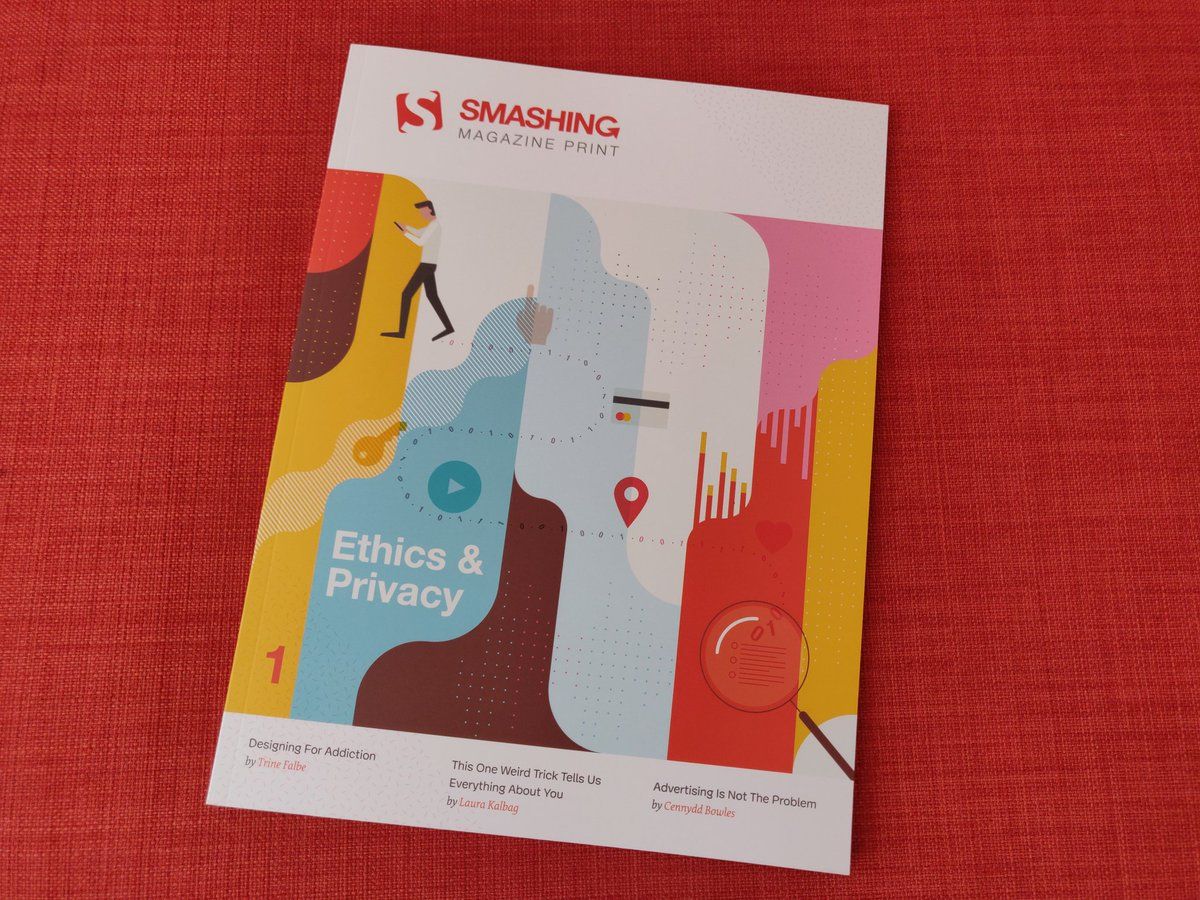 S SMASHING
MAGAZINE PRINT
Ethics &
Privacy
1
01
Designing For Addiction
by Trine Falbe
This One Weird Trick Tells Us
Everything About You
by Laura Kalbag
Advertising Is Not The Problem
by Cennydd Bowles